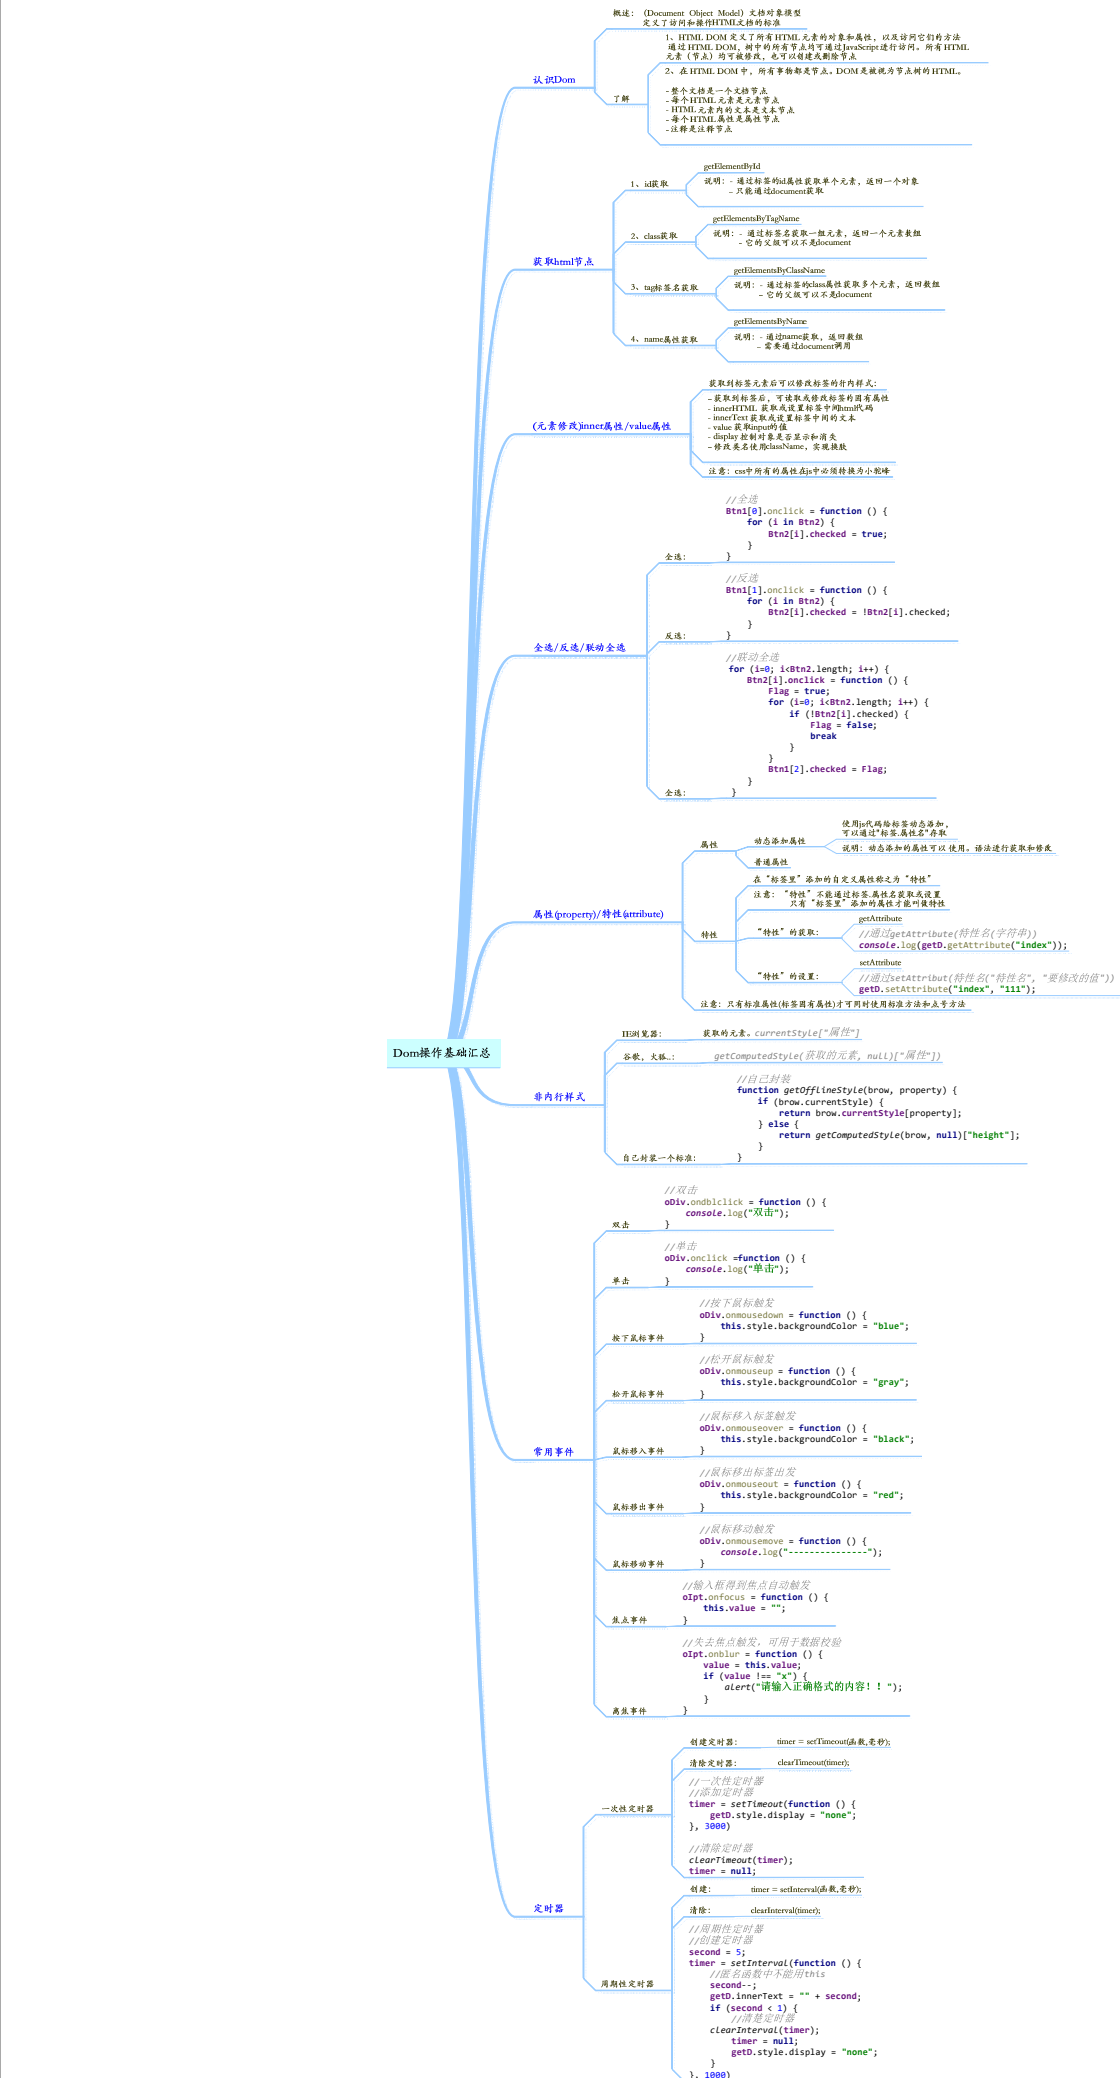 概述：（Document Object Model）文档对象模型
定义了访问和操作HTML文档的标准
1、HTML DOM 定义了所有 HTML 元素的对象和属性，以及访问它们的方法
通过 HTML DOM，树中的所有节点均可通过 JavaScript 进行访问。所有 HTML
元素（节点）均可被修改，也可以创建或删除节点
认识Dom
了解
2、在 HTML DOM 中，所有事物都是节点。DOM 是被视为节点树的 HTML。
- 整个文档是一个文档节点
- 每个 HTML 元素是元素节点
- HTML 元素内的文本是文本节点
- 每个 HTML 属性是属性节点
- 注释是注释节点
获取html节点
1、id获取
getElementById
说明：- 通过标签的id属性获取单个元素，返回一个对象
- 只能通过document获取
2、class获取
getElementsByTagName
说明：- 通过标签名获取一组元素，返回一个元素数组
- 它的父级可以不是document
3、tag标签名获取
getElementsByClassName
说明：- 通过标签的class属性获取多个元素，返回数组
- 它的父级可以不是document
4、name属性获取
getElementsByName
说明：- 通过name获取，返回数组
- 需要通过document调用
(元素修改)inner属性/value属性
获取到标签元素后可以修改标签的行内样式：
- 获取到标签后，可读取或修改标签的固有属性
- innerHTML 获取或设置标签中间html代码
- innerText 获取或设置标签中间的文本
- value 获取input的值
- display 控制对象是否显示和消失
- 修改类名使用className，实现换肤
注意：css中所有的属性在js中必须转换为小驼峰
全选/反选/联动全选
全选：
//全选
Btn1[0].onclick = function () {
for (i in Btn2) {
Btn2[i].checked = true;
}
}
反选：
//反选
Btn1[1].onclick = function () {
for (i in Btn2) {
Btn2[i].checked = !Btn2[i].checked;
}
}
全选：
//联动全选
for (i=0; i<Btn2.length; i++) {
Btn2[i].onclick = function () {
Flag = true;
for (i=0; i<Btn2.length; i++) {
if (!Btn2[i].checked) {
Flag = false;
break
}
}
Btn1[2].checked = Flag;
}
}
属性(property)/特性(attribute)
属性
动态添加属性
使用js代码给标签动态添加，
可以通过"标签.属性名"存取
说明：动态添加的属性可以 使用。语法进行获取和修改
普通属性
特性
在“标签里”添加的自定义属性称之为“特性”
注意：“特性”不能通过标签.属性名获取或设置
只有“标签里”添加的属性才能叫做特性
“特性”的获取：
getAttribute
//通过getAttribute(特性名(字符串))
console.log(getD.getAttribute("index"));
“特性”的设置：
setAttribute
//通过setAttribut(特性名("特性名", "要修改的值"))
getD.setAttribute("index", "111");
注意：只有标准属性(标签固有属性)才可同时使用标准方法和点号方法
Dom操作基础汇总
非内行样式
IE浏览器：
获取的元素。currentStyle["属性"]
谷歌，火狐..：
getComputedStyle(获取的元素, null)["属性"])
自己封装一个标准：
//自己封装
function getOfflineStyle(brow, property) {
if (brow.currentStyle) {
return brow.currentStyle[property];
} else {
return getComputedStyle(brow, null)["height"];
}
}
常用事件
双击
//双击
oDiv.ondblclick = function () {
console.log("双击");
}
单击
//单击
oDiv.onclick =function () {
console.log("单击");
}
按下鼠标事件
//按下鼠标触发
oDiv.onmousedown = function () {
this.style.backgroundColor = "blue";
}
松开鼠标事件
//松开鼠标触发
oDiv.onmouseup = function () {
this.style.backgroundColor = "gray";
}
鼠标移入事件
//鼠标移入标签触发
oDiv.onmouseover = function () {
this.style.backgroundColor = "black";
}
鼠标移出事件
//鼠标移出标签出发
oDiv.onmouseout = function () {
this.style.backgroundColor = "red";
}
鼠标移动事件
//鼠标移动触发
oDiv.onmousemove = function () {
console.log("---------------");
}
焦点事件
//输入框得到焦点自动触发
oIpt.onfocus = function () {
this.value = "";
}
离焦事件
//失去焦点触发，可用于数据校验
oIpt.onblur = function () {
value = this.value;
if (value !== "x") {
alert("请输入正确格式的内容！！");
}
}
定时器
一次性定时器
创建定时器：
timer = setTimeout(函数,毫秒);
清除定时器：
clearTimeout(timer);
//一次性定时器
//添加定时器
timer = setTimeout(function () {
getD.style.display = "none";
}, 3000)
//清除定时器
clearTimeout(timer);
timer = null;
周期性定时器
创建：
timer = setInterval(函数,毫秒);
清除：
clearInterval(timer);
//周期性定时器
//创建定时器
second = 5;
timer = setInterval(function () {
//匿名函数中不能用this
second--;
getD.innerText = "" + second;
if (second < 1) {
//清楚定时器
clearInterval(timer);
timer = null;
getD.style.display = "none";
}
}, 1000)